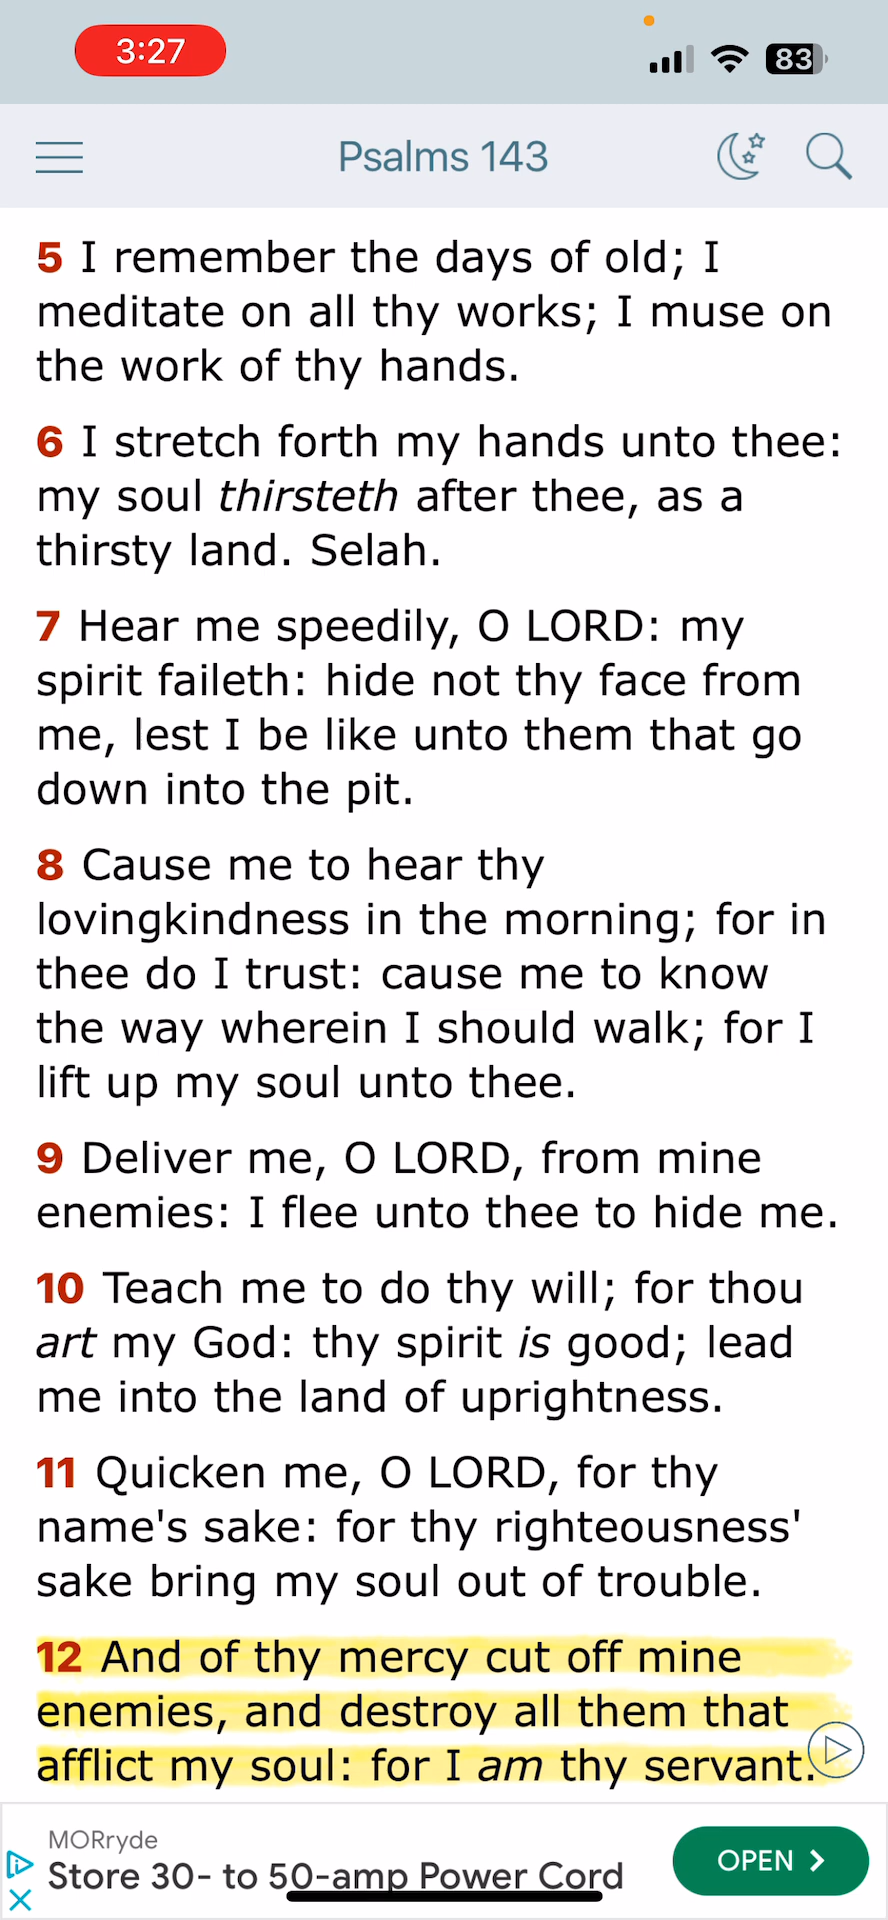 3:27
83
Psalms 143
5 I remember the days of old; I
meditate on all thy works; I muse on
the work of thy hands.
6 I stretch forth my hands unto thee:
my soul thirsteth after thee, as a
thirsty land. Selah.
7 Hear me speedily, O LORD: my
spirit faileth: hide not thy face from
me, lest I be like unto them that go
down into the pit.
8 Cause me to hear thy
lovingkindness in the morning; for in
thee do I trust: cause me to know
the way wherein I should walk; for I
lift up my soul unto thee.
9 Deliver me, O LORD, from mine
enemies: I flee unto thee to hide me.
10 Teach me to do thy will; for thou
art my God: thy spirit is good; lead
me into the land of uprightness.
11 Quicken me, O LORD, for thy
name's sake: for thy righteousness'
sake bring my soul out of trouble.
12 And of thy mercy cut off mine
enemies, and destroy all them that
afflict my soul: for I am thy servant.
MORryde
Store 30- to 50-amp Power Cord
OPEN